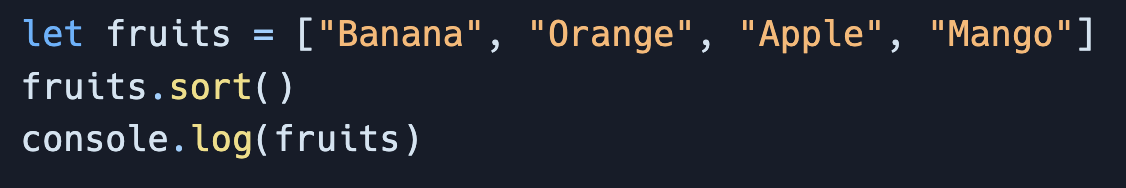 let fruits = ["Banana", "Orange", "Apple", "Mango"]
fruits.sort()
console.log(fruits)